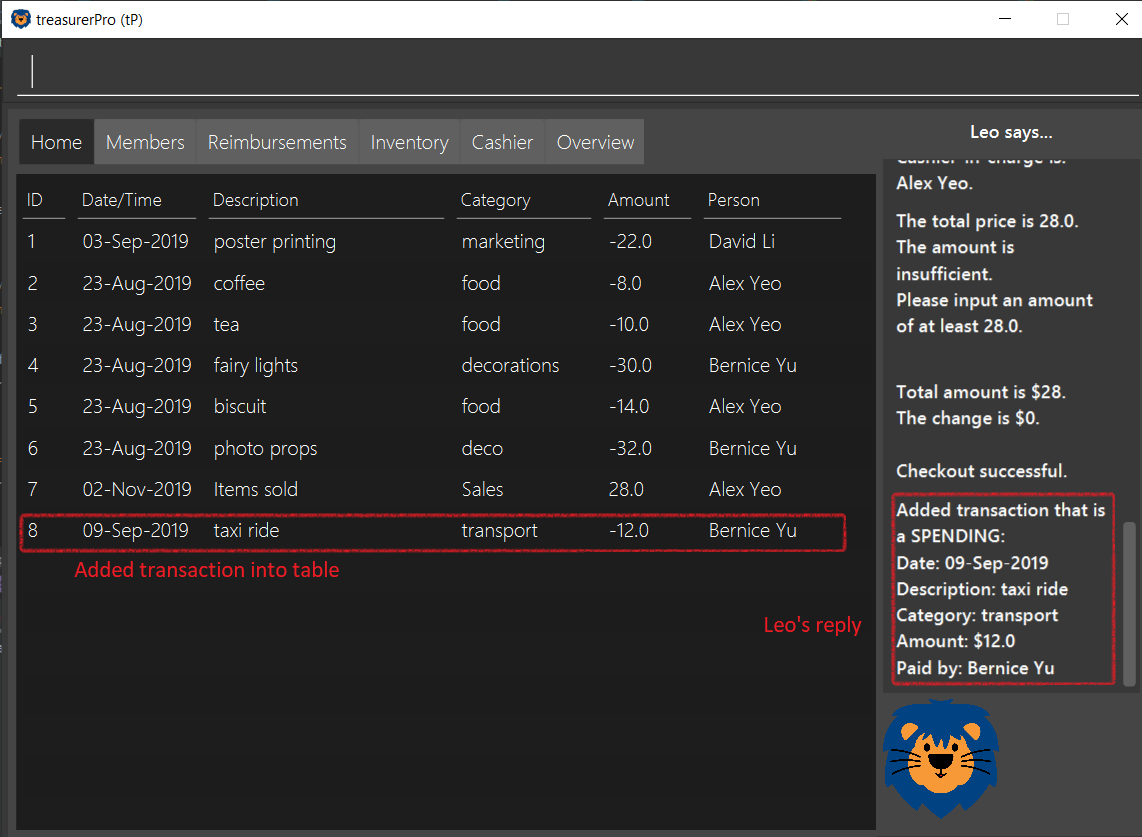 treasurerPro (tP)
Home Members Reimbursements Inventory Cashier Overview
ID Date/Time Description Category Amount Person
1 03-Sep-2019 poster printing marketing -22.0 David Li
2 23-Aug-2019 coffee food -8.0 Alex Yeo
3 23-Aug-2019 tea food -10.0 Alex Yeo
4 23-Aug-2019 fairy lights decorations -30.0 Bernice Yu
5 23-Aug-2019 biscuit food -14.0 Alex Yeo
6 23-Aug-2019 photo props deco -32.0 Bernice Yu
7 02-Nov-2019 Items sold Sales 28.0 Alex Yeo
8 09-Sep-2019 taxi ride transport -12.0 Bernice Yu
Added transaction into table
Leo's reply
Leo says...
Cashier in-charge is:
Alex Yeo.
The total price is 28.0.
The amount is
insufficient.
Please input an amount
of at least 28.0.
Total amount is $28.
The change is $0.
Checkout successful.
Added transaction that is
a SPENDING:
Date: 09-Sep-2019
Description: taxi ride
Category: transport
Amount: $12.0
Paid by: Bernice Yu